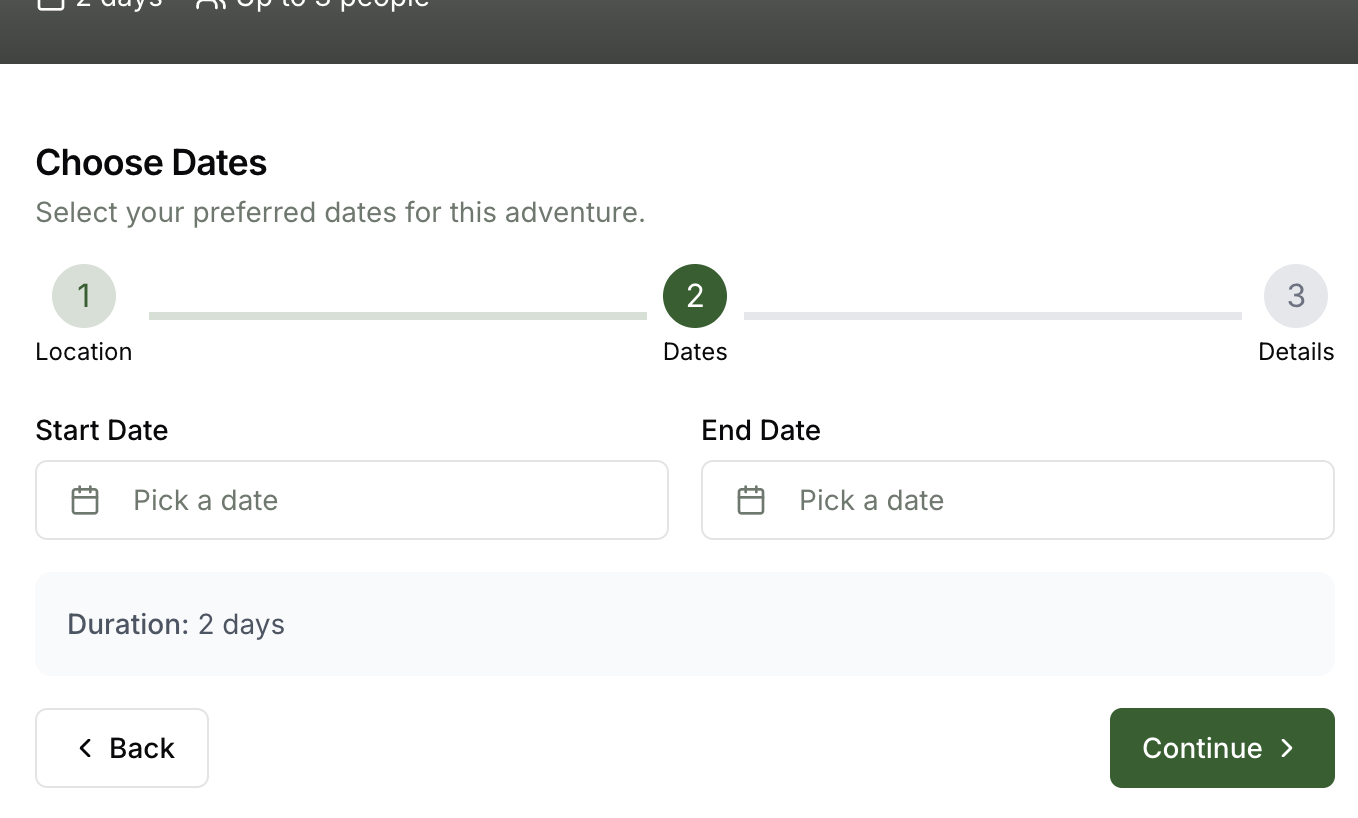 2 days Up to 5 people
Choose Dates
Select your preferred dates for this adventure.
1 2 3
Location Dates Details
Start Date End Date
Pick a date Pick a date
Duration: 2 days
Back Continue